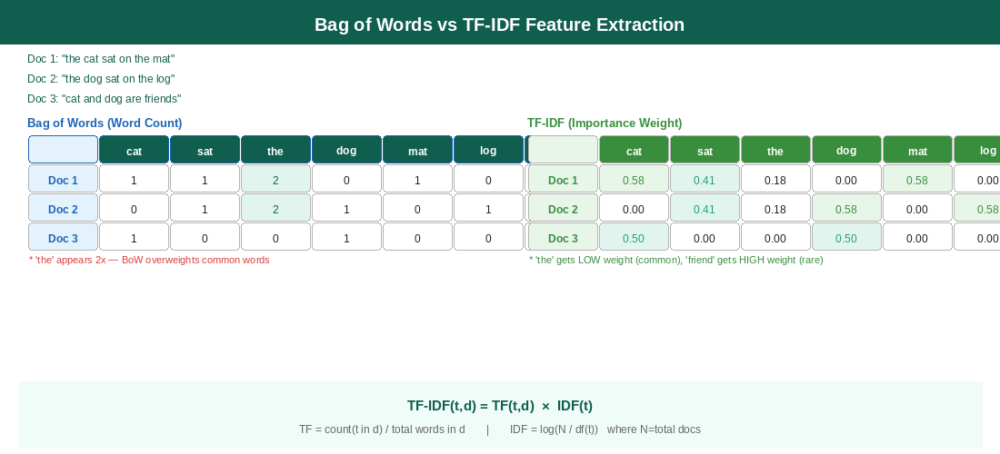 Bag of Words vs TF-IDF Feature Extraction
Doc 1: "the cat sat on the mat"
Doc 2: "the dog sat on the log"
Doc 3: "cat and dog are friends"
Bag of Words (Word Count)
cat sat the dog mat log
Doc 1 1 1 2 0 1 0
Doc 2 0 1 2 1 0 1
Doc 3 1 0 0 1 0 0
* 'the' appears 2x — BoW overweights common words
TF-IDF (Importance Weight)
cat sat the dog mat log
Doc 1 0.58 0.41 0.18 0.00 0.58 0.00
Doc 2 0.00 0.41 0.18 0.58 0.00 0.58
Doc 3 0.50 0.00 0.00 0.50 0.00 0.00
* 'the' gets LOW weight (common), 'friend' gets HIGH weight (rare)
TF-IDF(t,d) = TF(t,d) × IDF(t)
TF = count(t in d) / total words in d | IDF = log(N / df(t)) where N=total docs